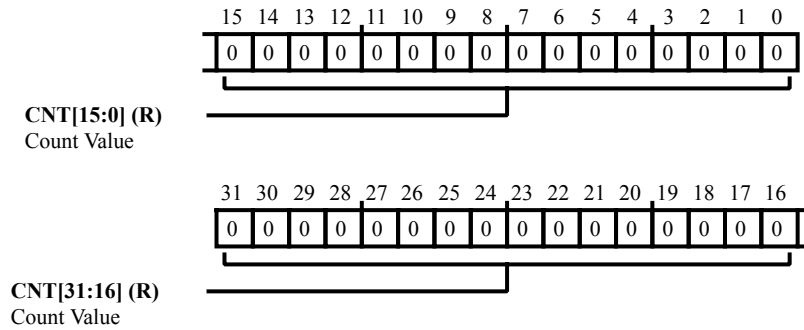 15 14 13 12 11 10 9 8 7 6 5 4 3 2 1 0
0 0 0 0 0 0 0 0 0 0 0 0 0 0 0 0
CNT[15:0] (R)
Count Value
31 30 29 28 27 26 25 24 23 22 21 20 19 18 17 16
0 0 0 0 0 0 0 0 0 0 0 0 0 0 0 0
CNT[31:16] (R)
Count Value